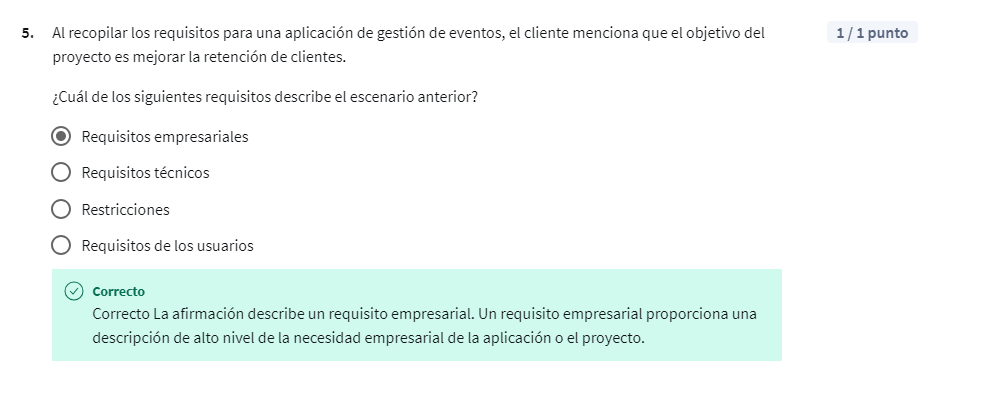 5. Al recopilar los requisitos para una aplicación de gestión de eventos, el cliente menciona que el objetivo del
1 / 1 punto
proyecto es mejorar la retención de clientes.
¿Cuál de los siguientes requisitos describe el escenario anterior?
Requisitos empresariales
Requisitos técnicos
Restricciones
Requisitos de los usuarios
Correcto
Correcto La afirmación describe un requisito empresarial. Un requisito empresarial proporciona una
descripción de alto nivel de la necesidad empresarial de la aplicación o el proyecto.